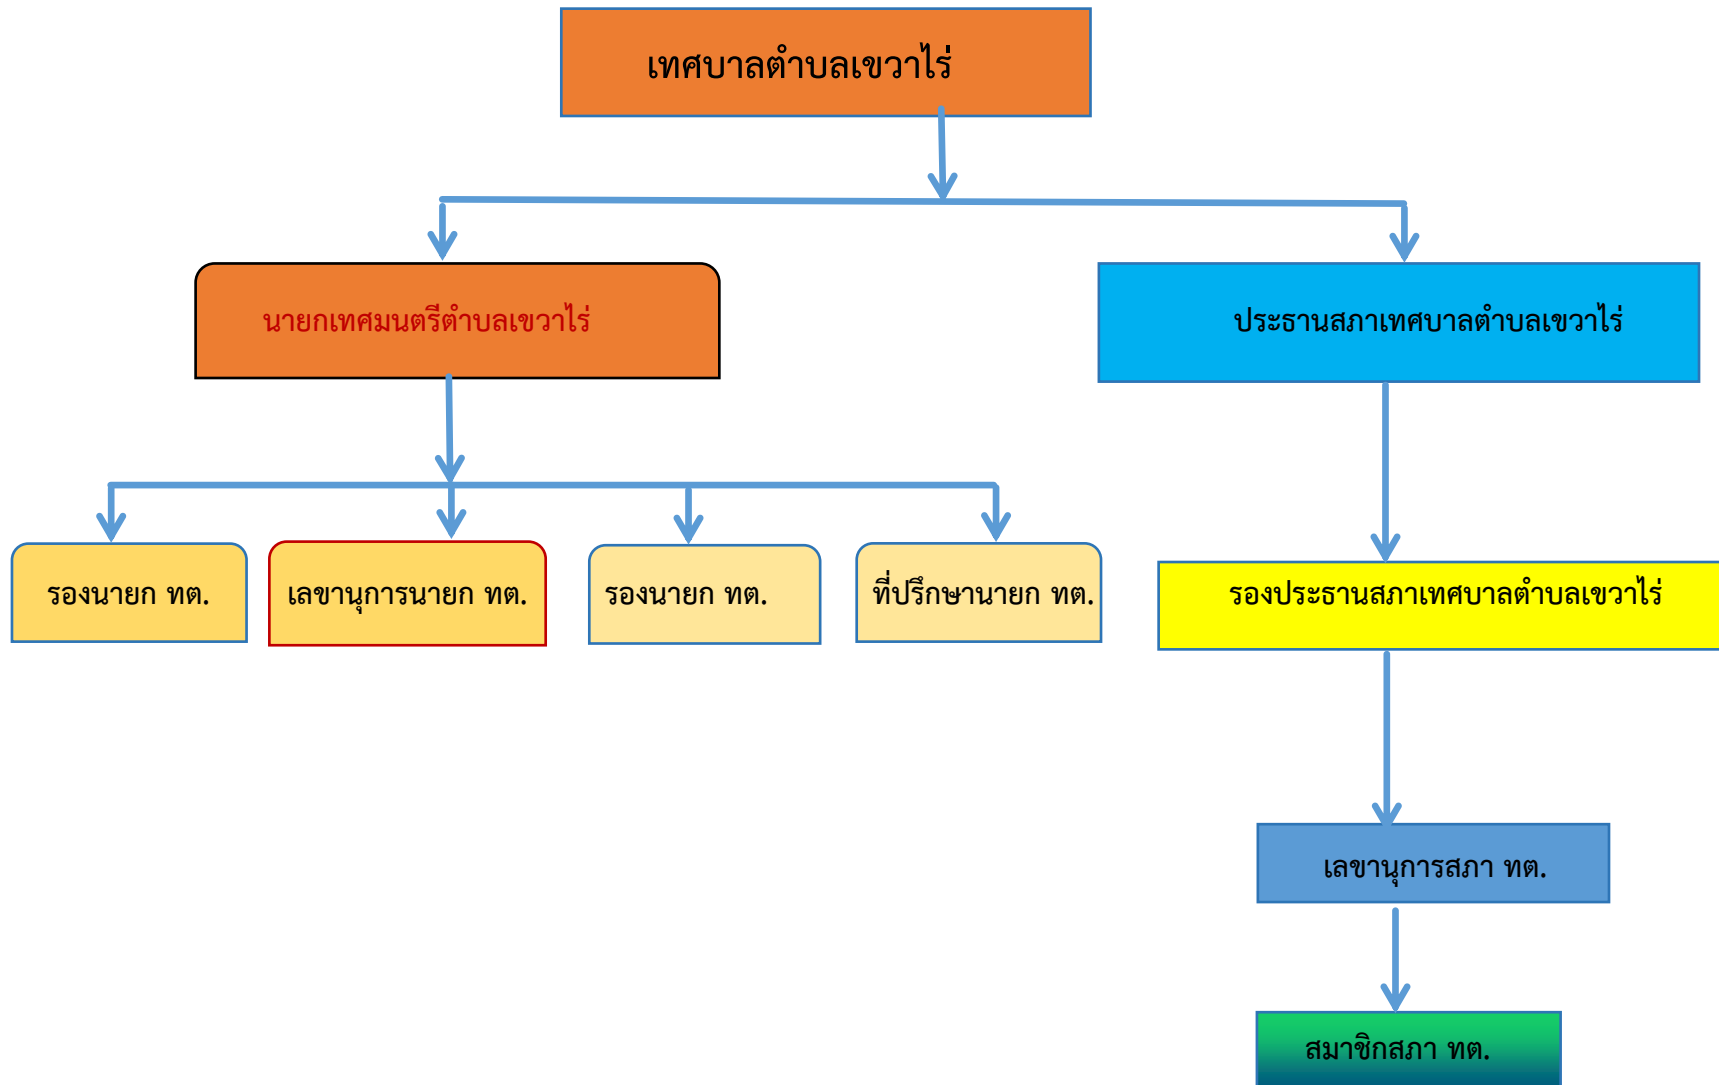 เทศบาลตำบลเขวาไร่
นายกเทศมนตรีตำบลเขวาไร่
ประธานสภาเทศบาลตำบลเขวาไร่
รองนายก ทต.
เลขานุการนายก ทต.
รองนายก ทต.
ที่ปรึกษานายก ทต.
รองประธานสภาเทศบาลตำบลเขวาไร่
เลขานุการสภา ทต.
สมาชิกสภา ทต.